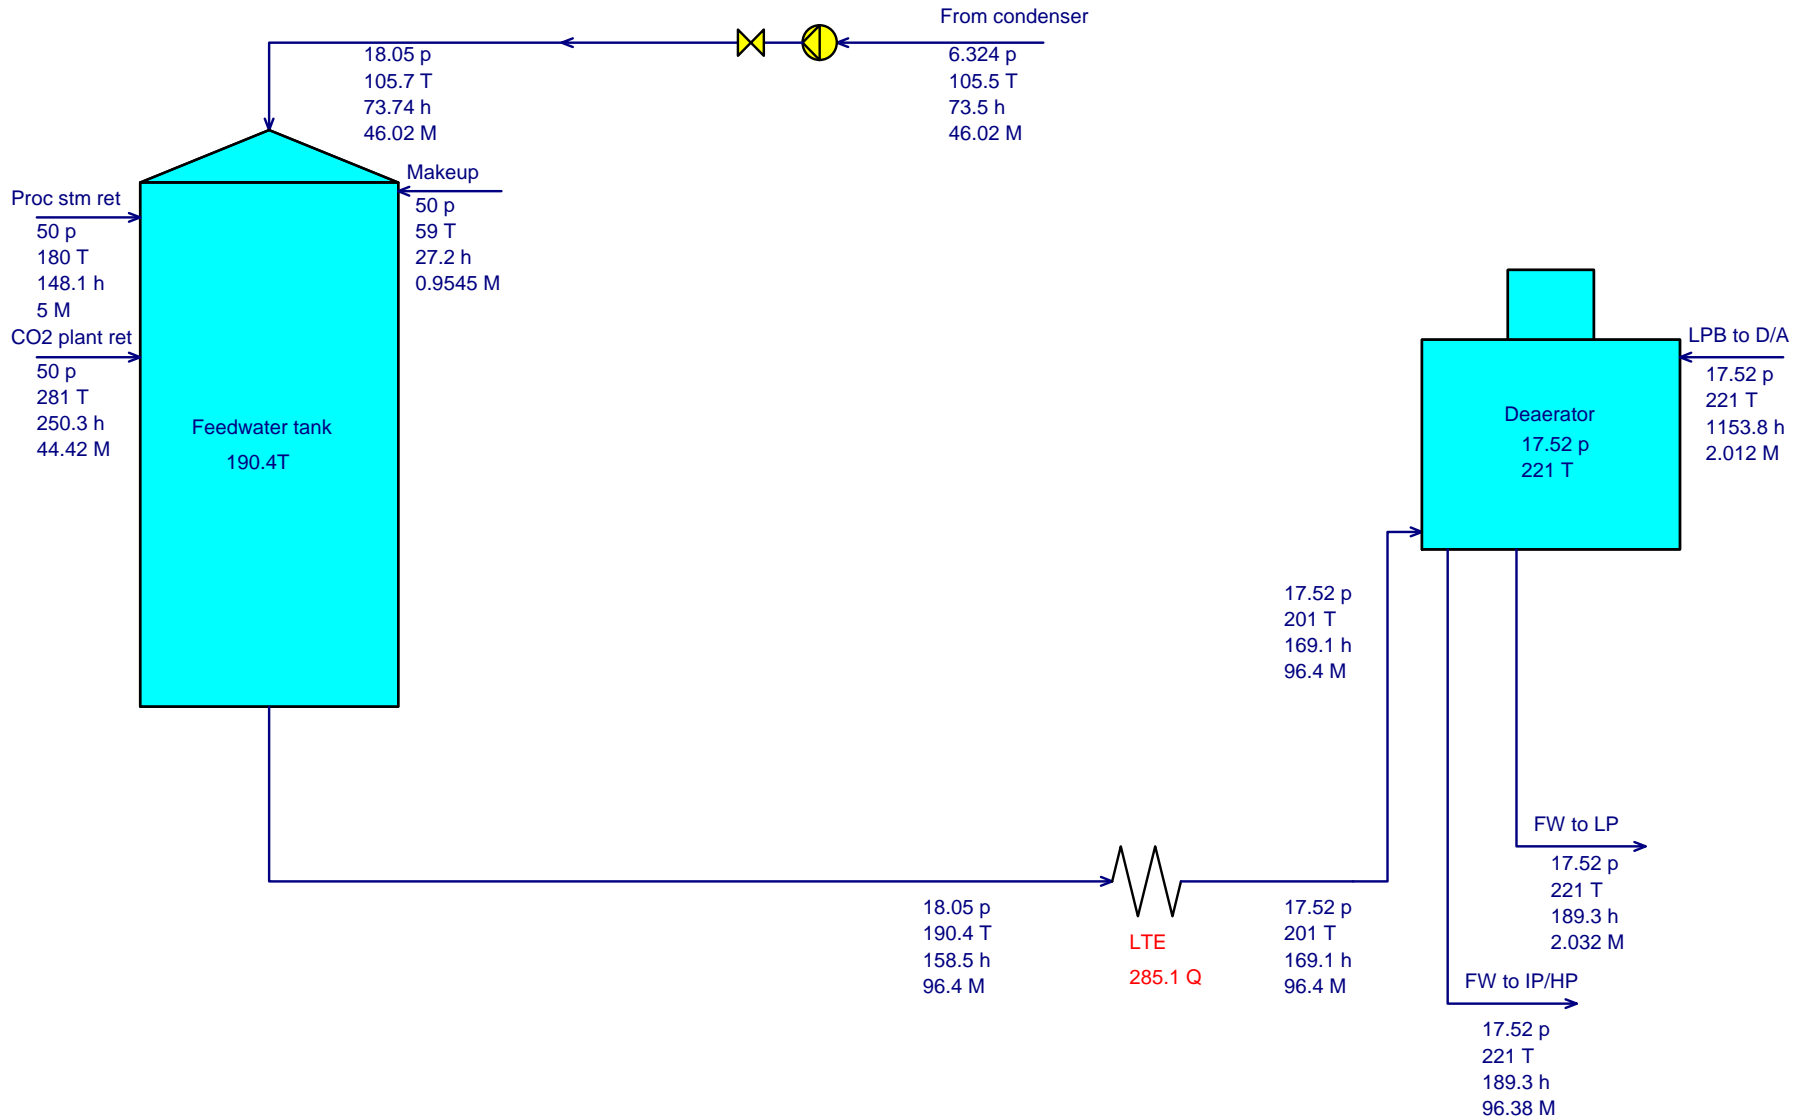 From condenser
18.05 p
105.7 T
73.74 h
46.02 M
6.324 p
105.5 T
73.5 h
46.02 M
Makeup
50 p
59 T
27.2 h
0.9545 M
Proc stm ret
50 p
180 T
148.1 h
5 M
CO2 plant ret
50 p
281 T
250.3 h
44.42 M
Feedwater tank
190.4T
LPB to D/A
17.52 p
221 T
1153.8 h
2.012 M
Deaerator
17.52 p
221 T
17.52 p
201 T
169.1 h
96.4 M
18.05 p
190.4 T
158.5 h
96.4 M
LTE
285.1 Q
17.52 p
201 T
169.1 h
96.4 M
FW to LP
17.52 p
221 T
189.3 h
2.032 M
FW to IP/HP
17.52 p
221 T
189.3 h
96.38 M